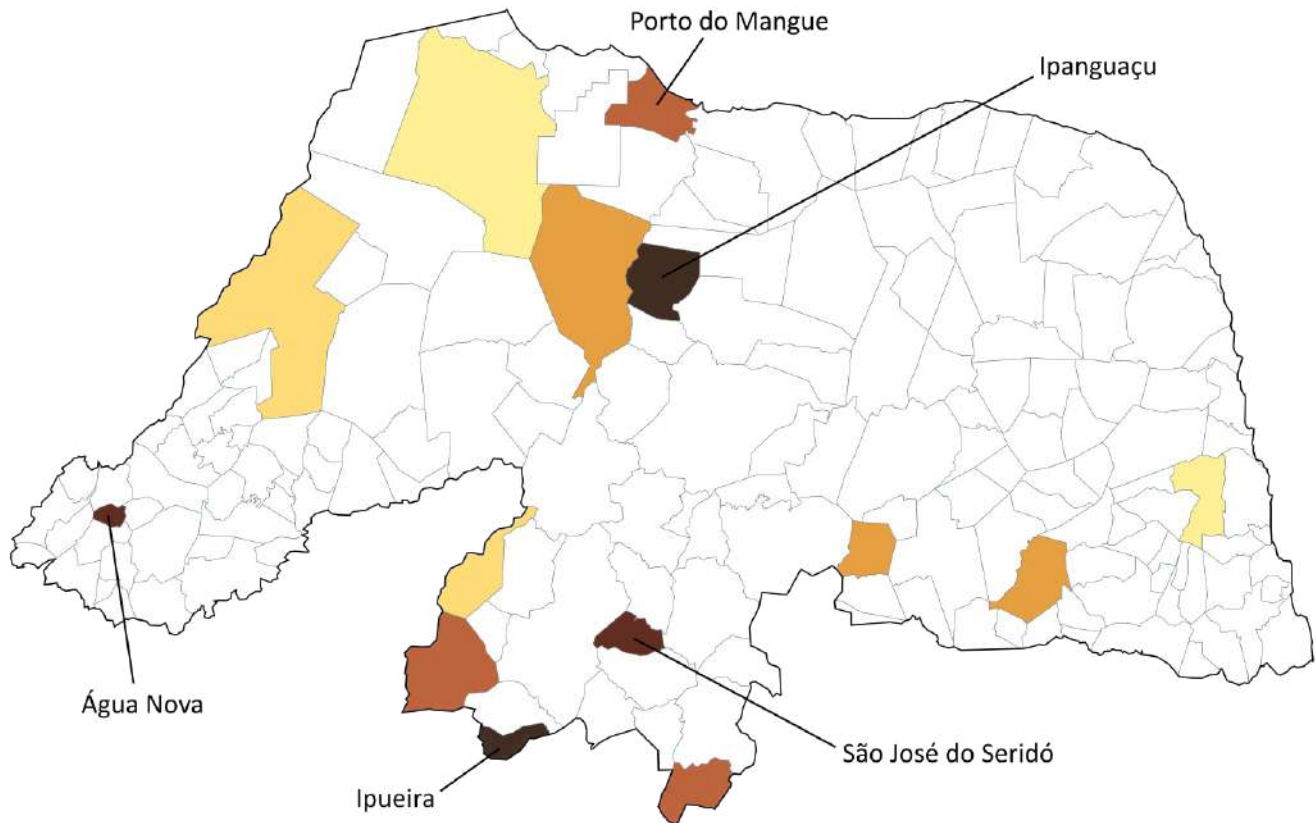 Porto do Mangue
Ipanguaçu
Água Nova
São José do Seridó
Ipueira